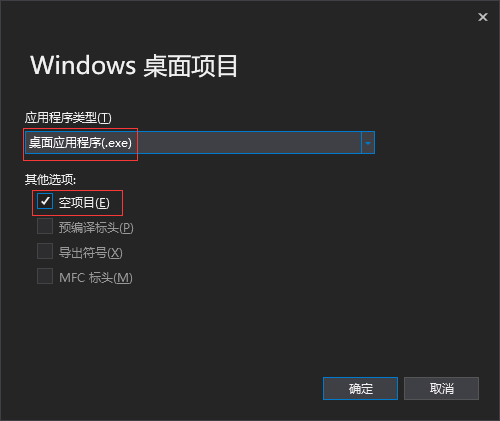 Windows 桌面项目
应用程序类型(T)
桌面应用程序(.exe)
其他选项:
空项目(E)
预编译标头(P)
导出符号(X)
MFC 标头(M)
确定
取消